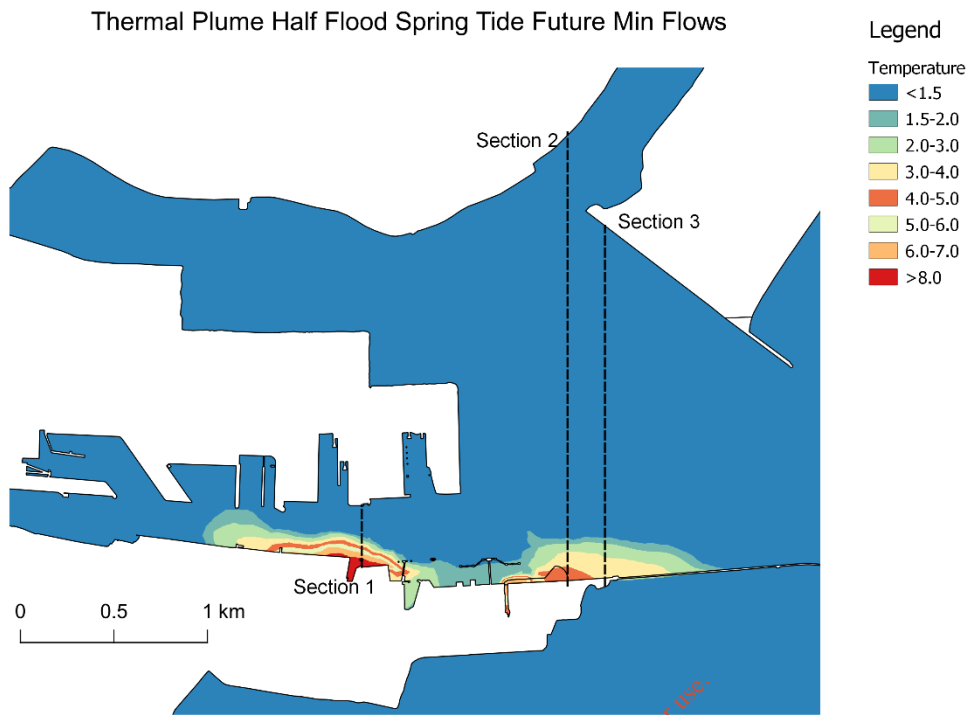 Thermal Plume Half Flood Spring Tide Future Min Flows
Legend
Temperature
<1.5
1.5-2.0
2.0-3.0
3.0-4.0
4.0-5.0
5.0-6.0
6.0-7.0
>8.0
Section 2
Section 3
Section 1
0 0.5 1 km
use.